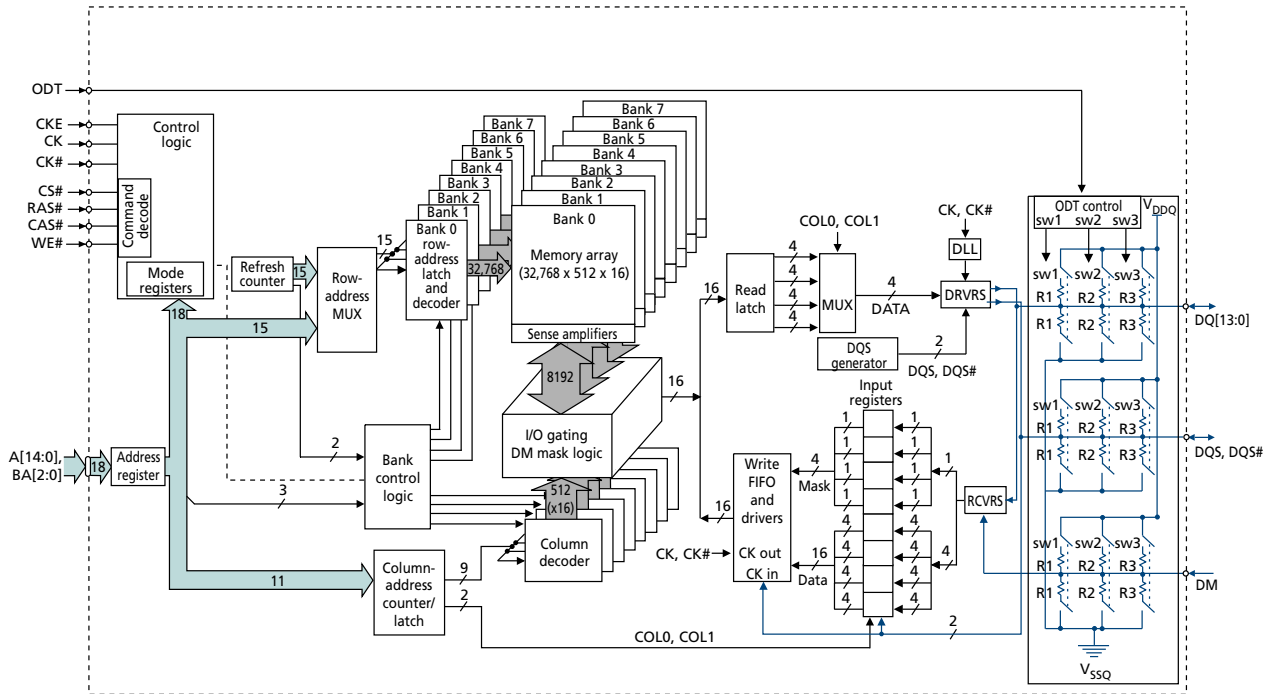 ODT
CKE
CK
CK#
CS#
RAS#
CAS#
WE#
Control
logic
Command
decode
Mode
registers
Refresh
counter
15
Row-
address
MUX
15
18
15
Bank 7
Bank 6
Bank 5
Bank 4
Bank 3
Bank 2
Bank 1
Bank 0
row-
address
latch
and
decoder
32,768
Bank 7
Bank 6
Bank 5
Bank 4
Bank 3
Bank 2
Bank 1
Bank 0
Memory array
(32,768 x 512 x 16)
Sense amplifiers
8192
16
I/O gating
DM mask logic
512
(x16)
Column
decoder
A[14:0],
BA[2:0]
18
Address
register
2
3
Bank
control
logic
11
Column-
address
counter/
latch
9
2
COL0, COL1
16
Read
latch
4
4
4
4
COL0, COL1
MUX
4
DATA
CK, CK#
DLL
DRVRS
DQS
generator
2
DQS, DQS#
Input
registers
16
Write
FIFO
and
drivers
CK out
CK in
CK, CK#
4
Mask
16
Data
1
1
1
1
4
4
4
4
1
1
1
1
4
4
4
4
1
4
RCVRS
2
ODT control
sw1 sw2 sw3
VDDQ
sw1 sw2 sw3
R1 R2 R3
R1 R2 R3
sw1 sw2 sw3
R1 R2 R3
R1 R2 R3
sw1 sw2 sw3
R1 R2 R3
R1 R2 R3
VSSQ
DQ[13:0]
DQS, DQS#
DM